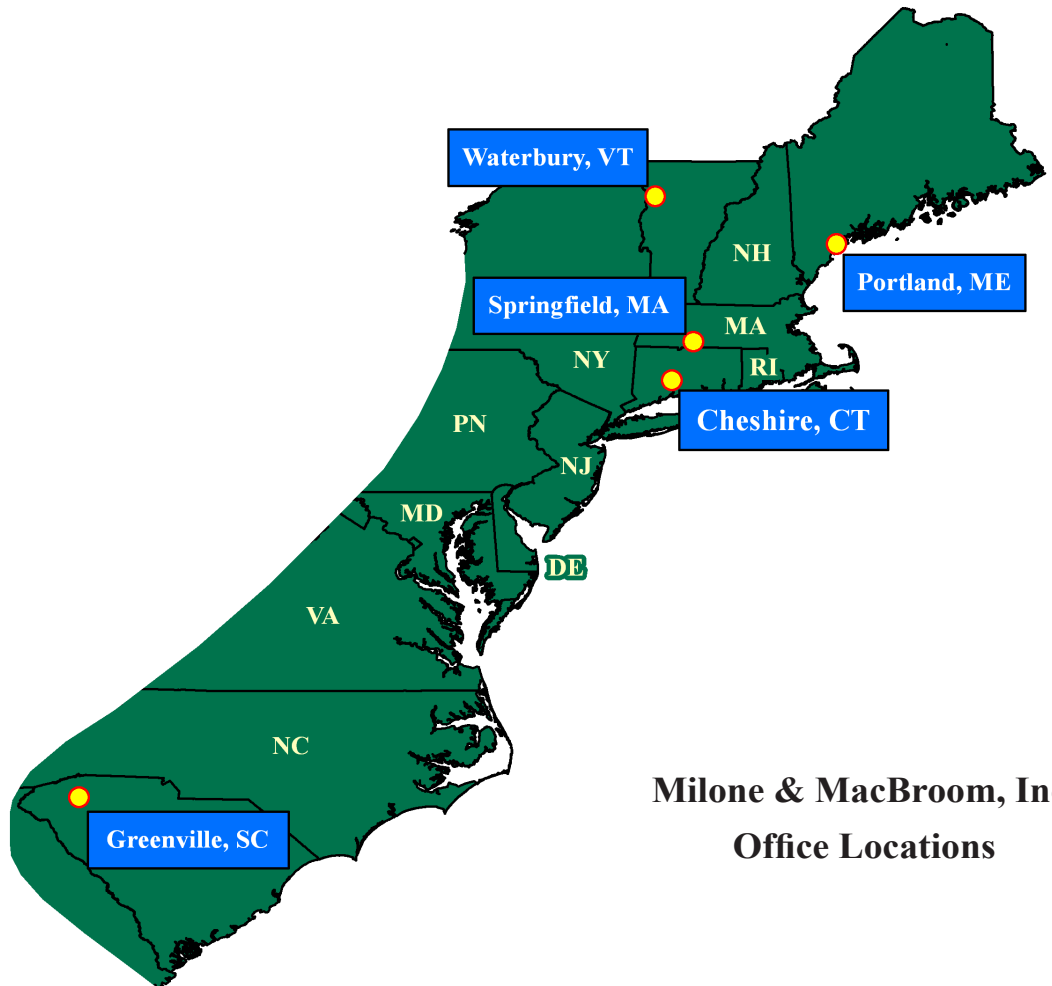 Waterbury, VT
NH
Portland, ME
Springfield, MA
MA
NY
RI
PN
Cheshire, CT
NJ
MD
DE
VA
NC
Greenville, SC
Milone & MacBroom, In
Office Locations